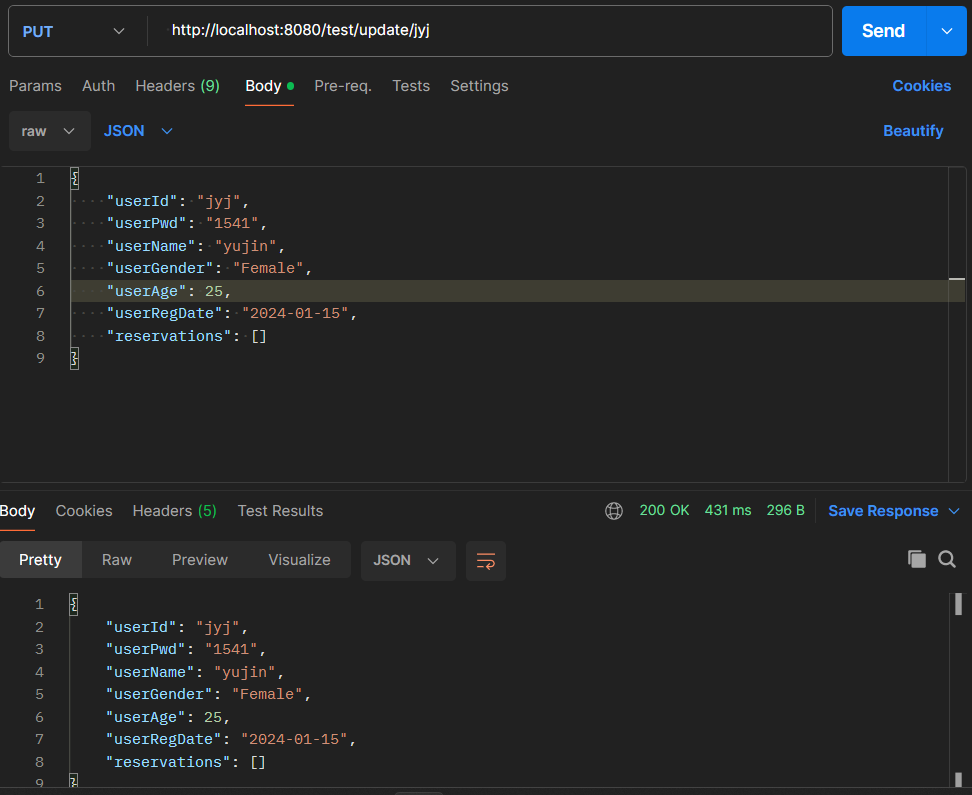 PUT http://localhost:8080/test/update/jyj Send
Params Auth Headers (9) Body Pre-req. Tests Settings Cookies
raw JSON Beautify
1 {
2 "userId": "jyj",
3 "userPwd": "1541",
4 "userName": "yujin",
5 "userGender": "Female",
6 "userAge": 25,
7 "userRegDate": "2024-01-15",
8 "reservations": []
9 }
Body Cookies Headers (5) Test Results 200 OK 431 ms 296 B Save Response
Pretty Raw Preview Visualize JSON
1 {
2 "userId": "jyj",
3 "userPwd": "1541",
4 "userName": "yujin",
5 "userGender": "Female",
6 "userAge": 25,
7 "userRegDate": "2024-01-15",
8 "reservations": []
9 }